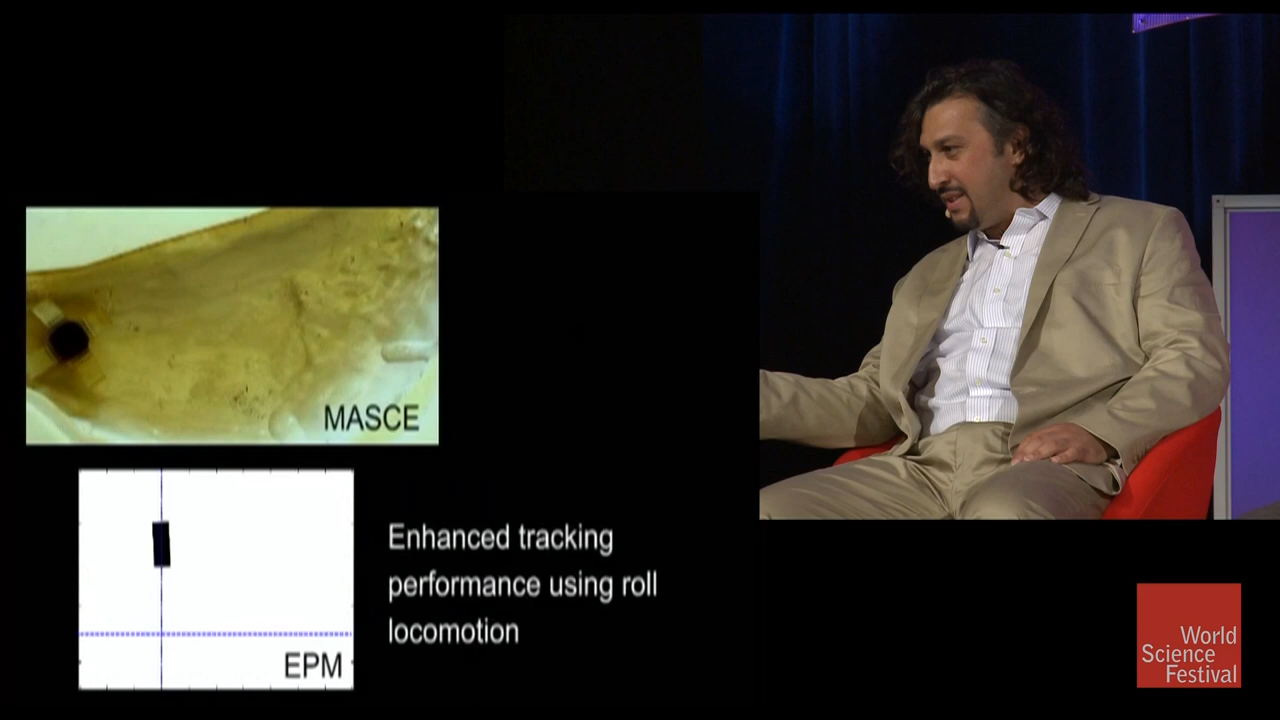 MASCE
EPM
Enhanced tracking
performance using roll
locomotion
World
Science
Festival